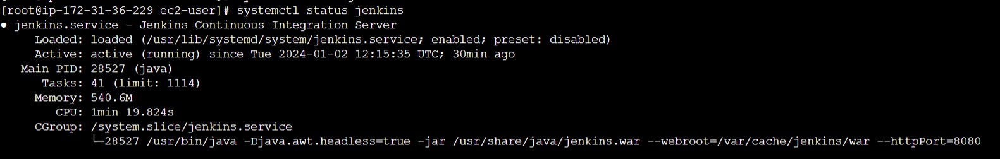 [root@ip-172-31-36-229 ec2-user]# systemctl status jenkins
● jenkins.service - Jenkins Continuous Integration Server
     Loaded: loaded (/usr/lib/systemd/system/jenkins.service; enabled; preset: disabled)
     Active: active (running) since Tue 2024-01-02 12:15:35 UTC; 30min ago
   Main PID: 28527 (java)
      Tasks: 41 (limit: 1114)
     Memory: 540.6M
        CPU: 1min 19.824s
     CGroup: /system.slice/jenkins.service
             └─28527 /usr/bin/java -Djava.awt.headless=true -jar /usr/share/java/jenkins.war --webroot=/var/cache/jenkins/war --httpPort=8080